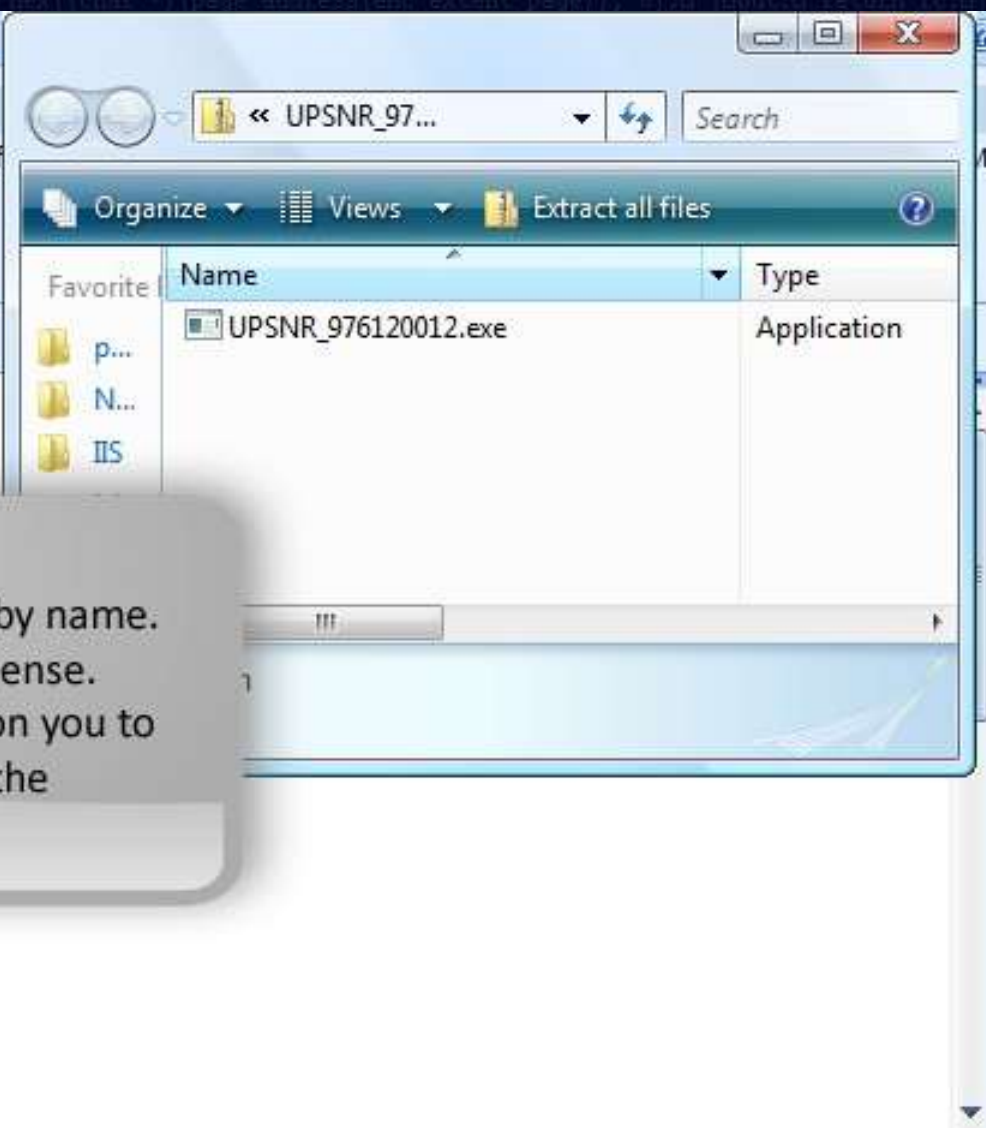 « UPSNR_97...
Search
Organize
Views
Extract all files
Favorite
Name
Type
UPSNR_976120012.exe
Application
p...
N...
IIS
by name.
ense.
on you to
the